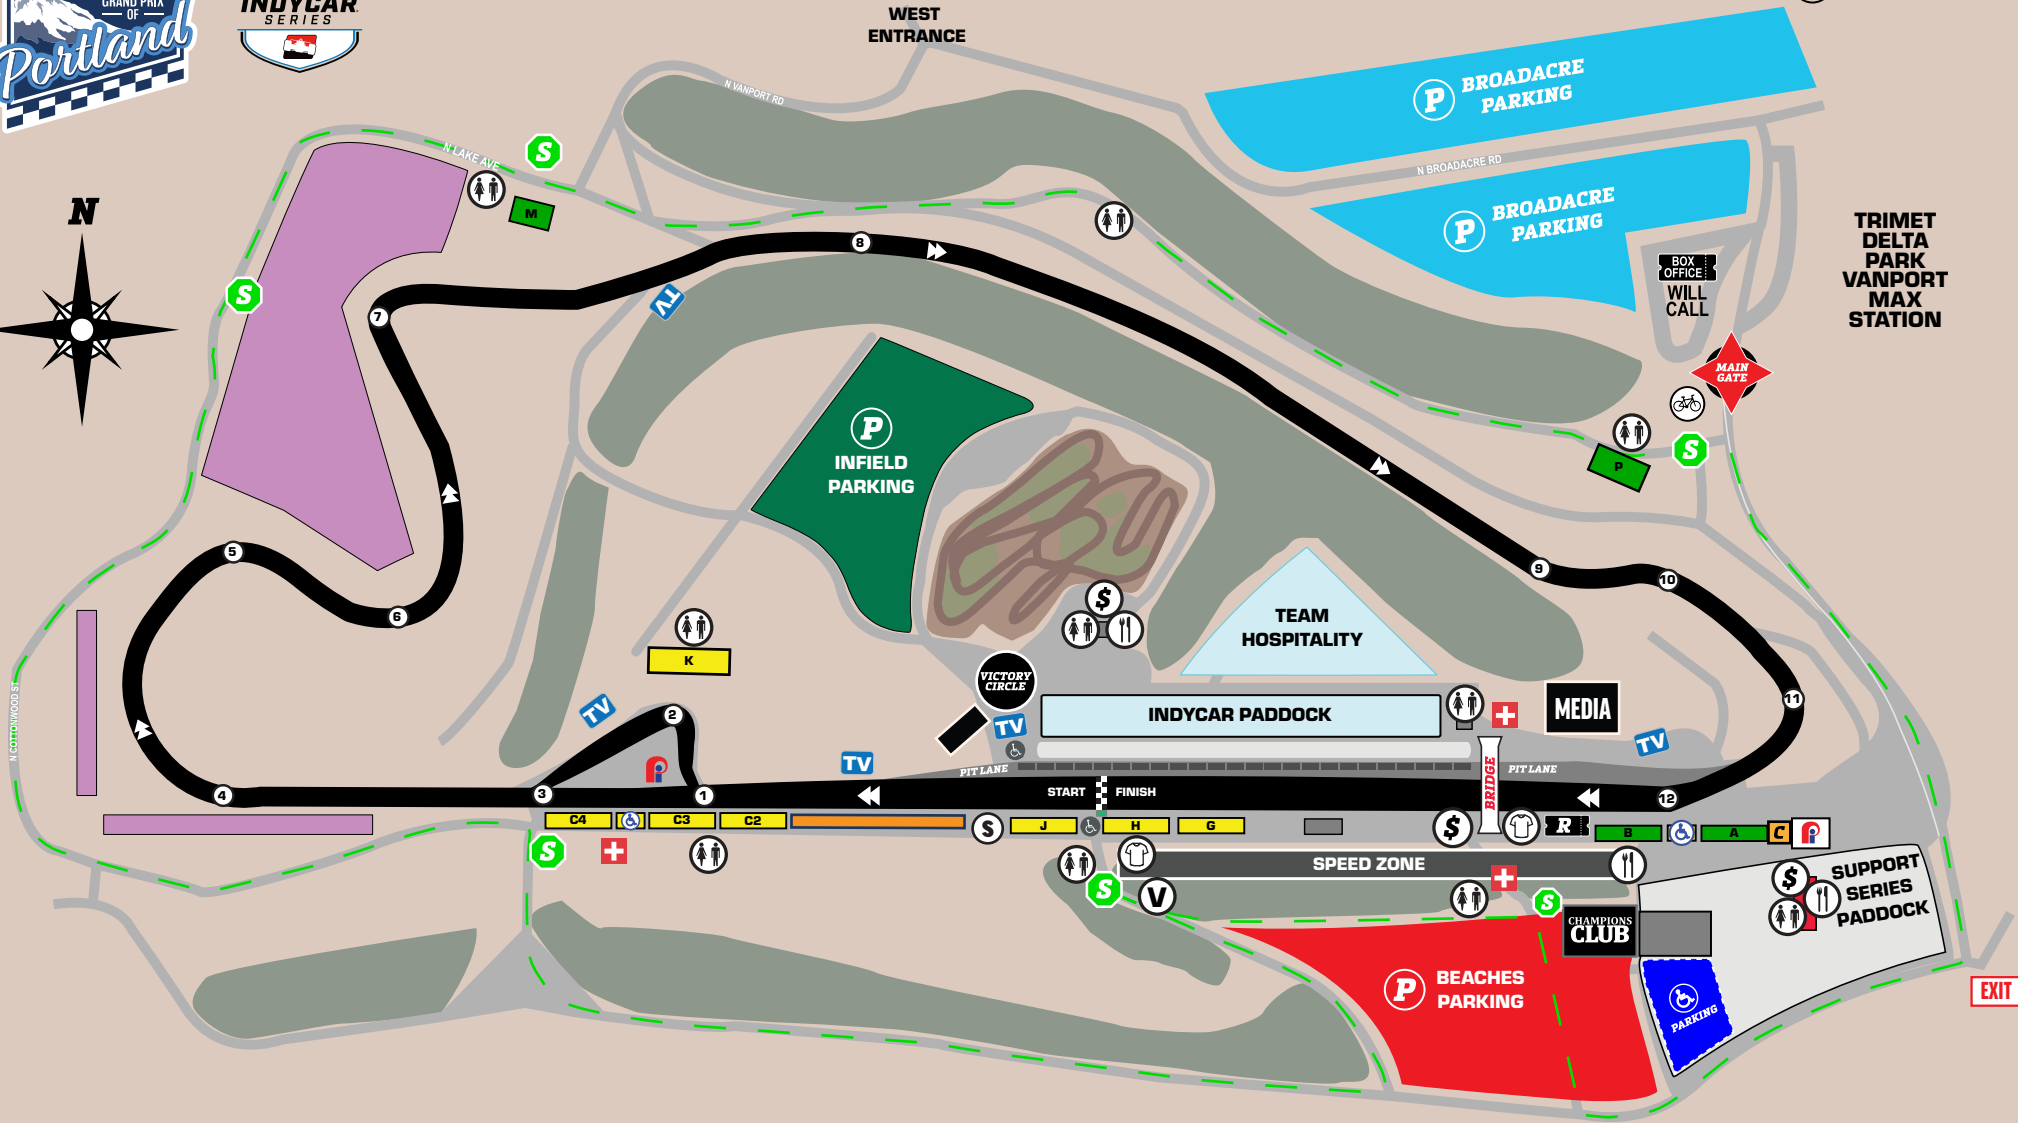 GRAND PRIX
OF
Portland
INDYCAR
SERIES
WEST
ENTRANCE
N VANPORT RD
P BROADACRE
PARKING
N BROADACRE RD
P BROADACRE
PARKING
N LAKE AVE
S
M
N
S
8
TV
7
BOX
OFFICE
WILL
CALL
TRIMET
DELTA
PARK
VANPORT
MAX
STATION
MAIN
GATE
S
P
P
INFIELD
PARKING
5
6
9
10
$
TEAM
HOSPITALITY
K
VICTORY
CIRCLE
TV
2
TV
INDYCAR PADDOCK
MEDIA
11
TV
TV
N COTTONWOOD ST
PIT LANE
BRIDGE
PIT LANE
4
3
1
START
FINISH
12
C4
C3
C2
$
J
H
G
$
R
B
A
C
S
SPEED ZONE
S
V
S
CHAMPIONS
CLUB
$
SUPPORT
SERIES
PADDOCK
P BEACHES
PARKING
PARKING
EXIT